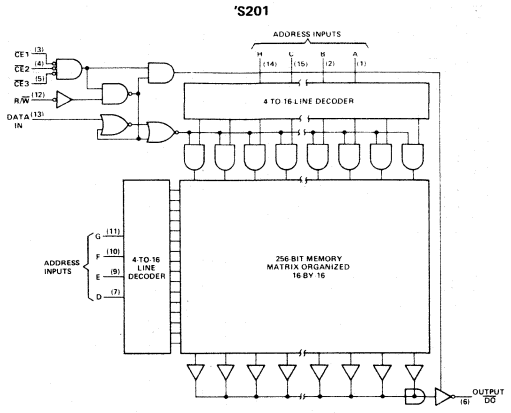 'S201
ADDRESS INPUTS
H C B A
(14) (15) (2) (1)
CE1 (3)
CE2 (4)
CE3 (5)
R/W (12)
DATA IN (13)
4 TO 16 LINE DECODER
ADDRESS INPUTS
G (11)
F (10)
E (9)
D (7)
4-TO-16 LINE DECODER
256-BIT MEMORY
MATRIX ORGANIZED
16 BY 16
(6)
OUTPUT
DO